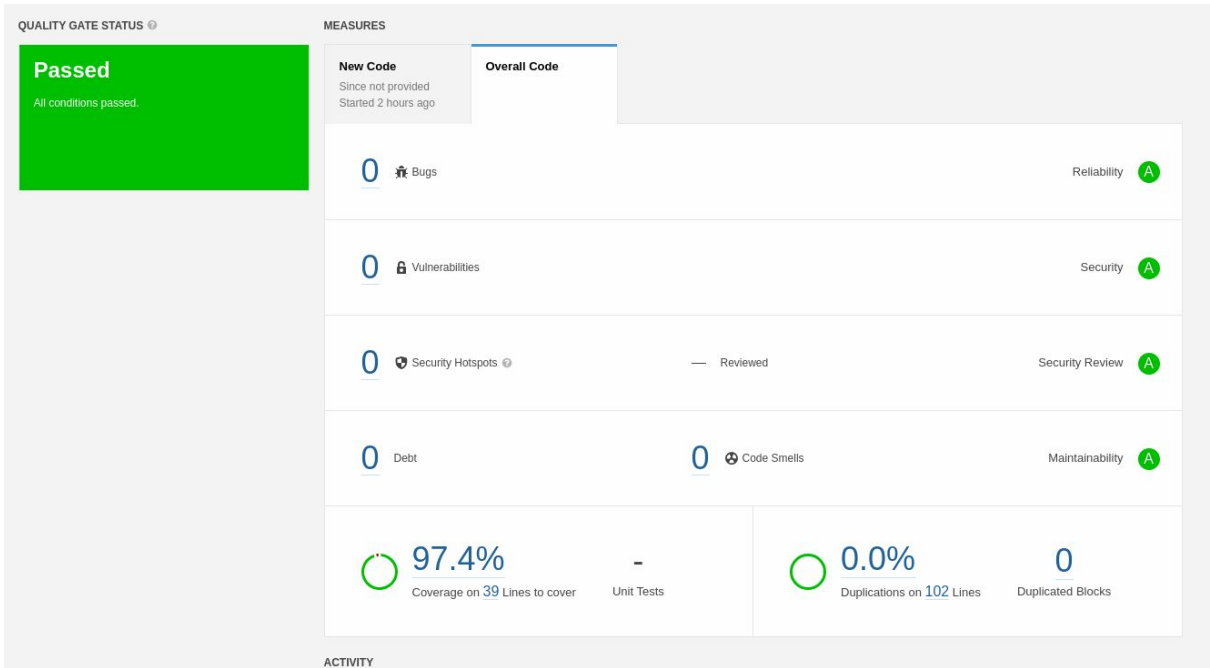 QUALITY GATE STATUS
Passed
All conditions passed.
MEASURES
New Code
Since not provided
Started 2 hours ago
Overall Code
0 Bugs
Reliability A
0 Vulnerabilities
Security A
0 Security Hotspots
— Reviewed
Security Review A
0 Debt
0 Code Smells
Maintainability A
97.4%
Coverage on 39 Lines to cover
-
Unit Tests
0.0%
Duplications on 102 Lines
0
Duplicated Blocks
ACTIVITY